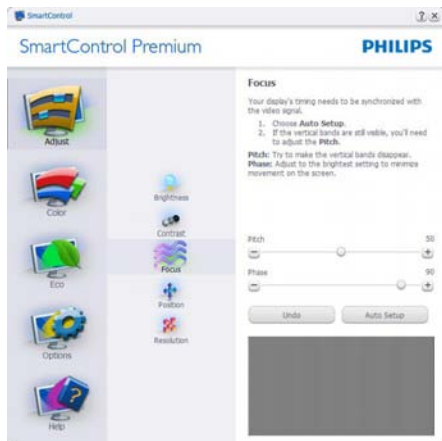 SmartControl
? x
SmartControl Premium
PHILIPS
Adjust
Color
Eco
Options
Help
Brightness
Contrast
Focus
Position
Resolution
Focus
Your display's timing needs to be synchronized with
the video signal.
1. Choose Auto Setup.
2. If the vertical bands are still visible, you'll need
to adjust the Pitch.
Pitch: Try to make the vertical bands disappear.
Phase: Adjust to the brightest setting to minimize
movement on the screen.
Pitch 50
Phase 90
Undo Auto Setup